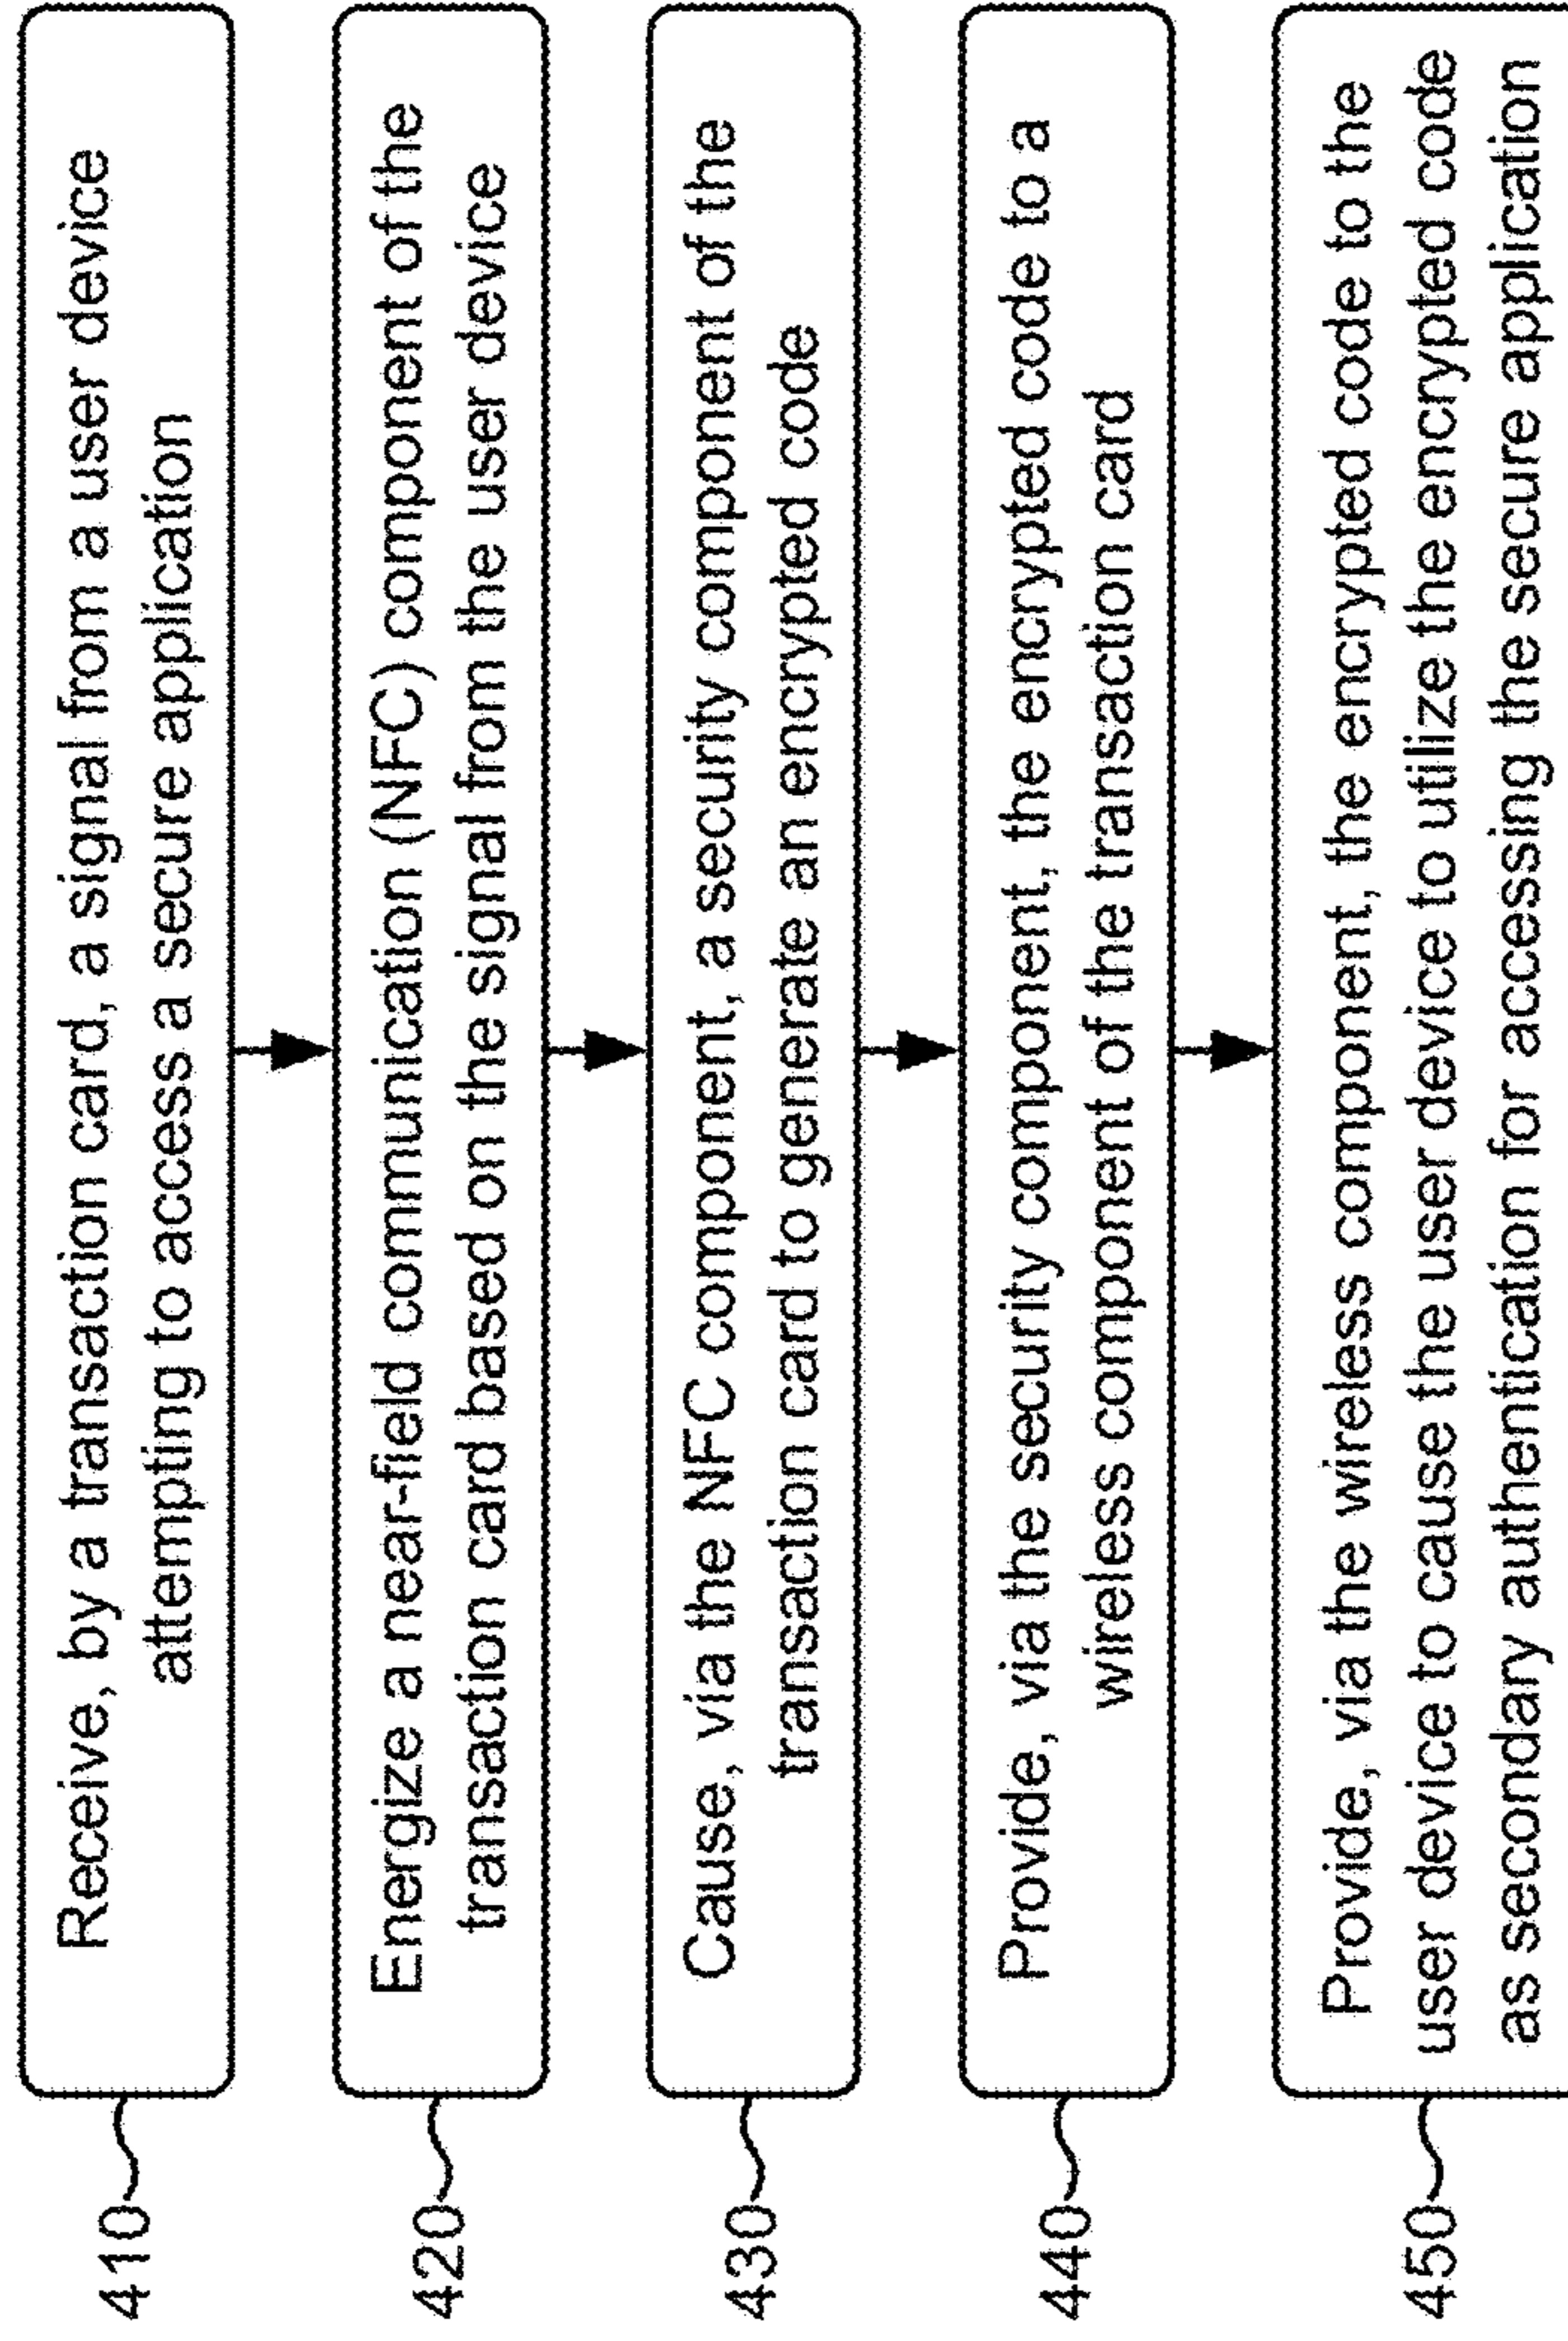 410
Receive, by a transaction card, a signal from a user device
attempting to access a secure application
420
Energize a near-field communication (NFC) component of the
transaction card based on the signal from the user device
430
Cause, via the NFC component, a security component of the
transaction card to generate an encrypted code
440
Provide, via the security component, the encrypted code to a
wireless component of the transaction card
450
Provide, via the wireless component, the encrypted code to the
user device to cause the user device to utilize the encrypted code
as secondary authentication for accessing the secure application